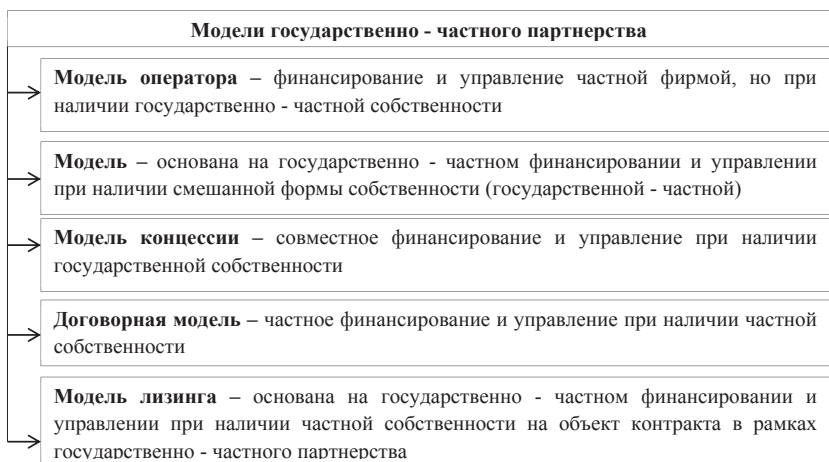 Модели государственно - частного партнерства
Модель оператора – финансирование и управление частной фирмой, но при
наличии государственно - частной собственности
Модель – основана на государственно - частном финансировании и управлении
при наличии смешанной формы собственности (государственной - частной)
Модель концессии – совместное финансирование и управление при наличии
государственной собственности
Договорная модель – частное финансирование и управление при наличии частной
собственности
Модель лизинга – основана на государственно - частном финансировании и
управлении при наличии частной собственности на объект контракта в рамках
государственно - частного партнерства